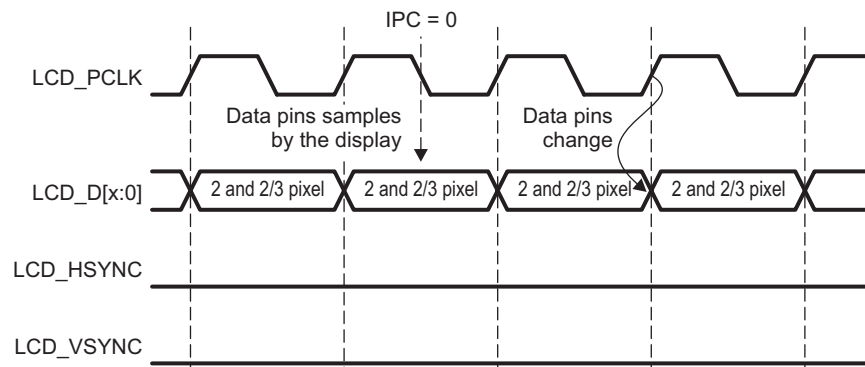 IPC = 0
LCD_PCLK
Data pins samples
by the display
Data pins
change
LCD_D[x:0]
2 and 2/3 pixel
2 and 2/3 pixel
2 and 2/3 pixel
2 and 2/3 pixel
LCD_HSYNC
LCD_VSYNC